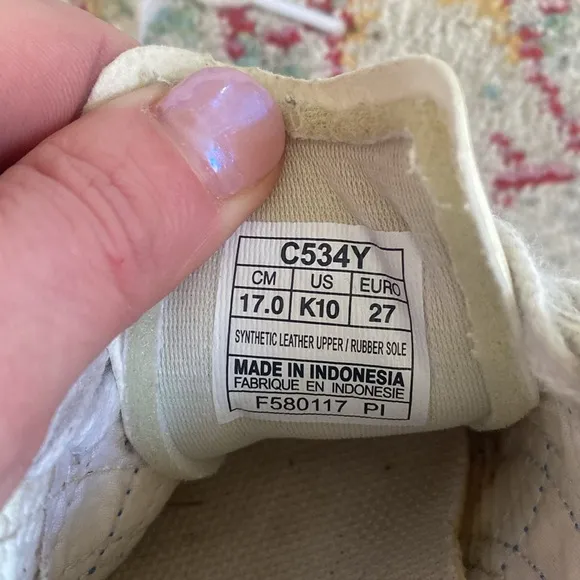 C534Y
CM US EURO
17.0 K10 27
SYNTHETIC LEATHER UPPER / RUBBER SOLE
MADE IN INDONESIA
FABRIQUE EN INDONESIE
F580117 PI